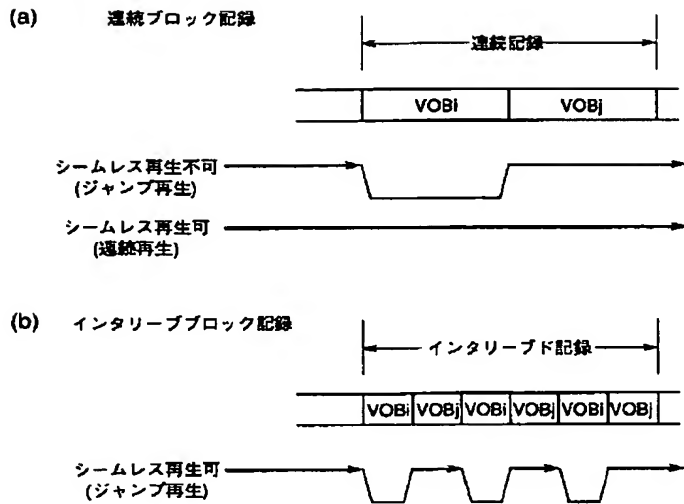 (a) 連続ブロック記録
連続記録
VOBi VOBj
シームレス再生不可
(ジャンプ再生)
シームレス再生可
(連続再生)
(b) インタリーブブロック記録
インタリーブド記録
VOBi VOBj VOBi VOBj VOBi VOBj
シームレス再生可
(ジャンプ再生)